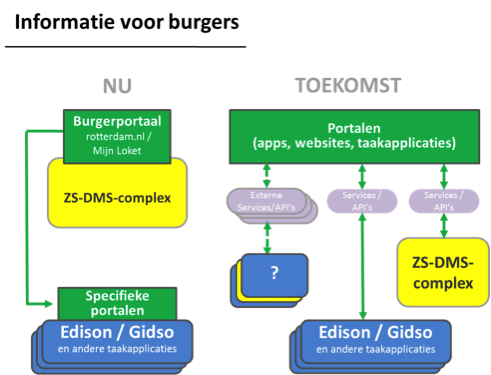 Informatie voor burgers
NU
Burgerportaal
rotterdam.nl /
Mijn Loket
ZS-DMS-complex
Specifieke
portalen
Edison / Gidso
en andere taakapplicaties
TOEKOMST
Portalen
(apps, websites, taakapplicaties)
Externe
Services/API's
Services /
API's
Services /
API's
?
ZS-DMS-
complex
Edison / Gidso
en andere taakapplicaties